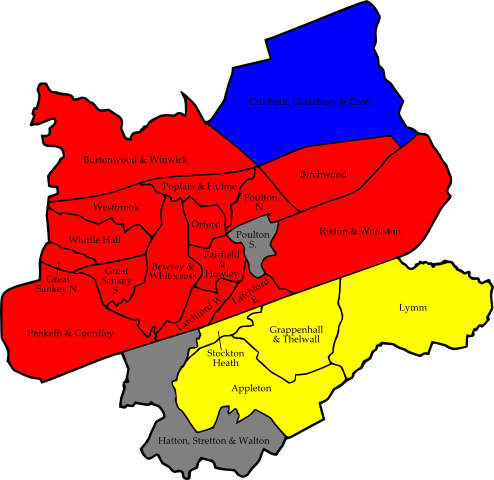 Culcheth, Glazebury & Croft
Burtonwood & Winwick
Birchwood
Poplars & Hulme
Poulton
N.
Westbrook
Orford
Rixton & Woolston
Poulton
S.
Whittle Hall
Fairfield
&
Howley
Bewsey &
Whitecross
Great
Sankey N.
Great
Sankey
S.
Latchford W.
Latchford
E.
Lymm
Penketh & Cuerdley
Grappenhall
& Thelwall
Stockton
Heath
Appleton
Hatton, Stretton & Walton